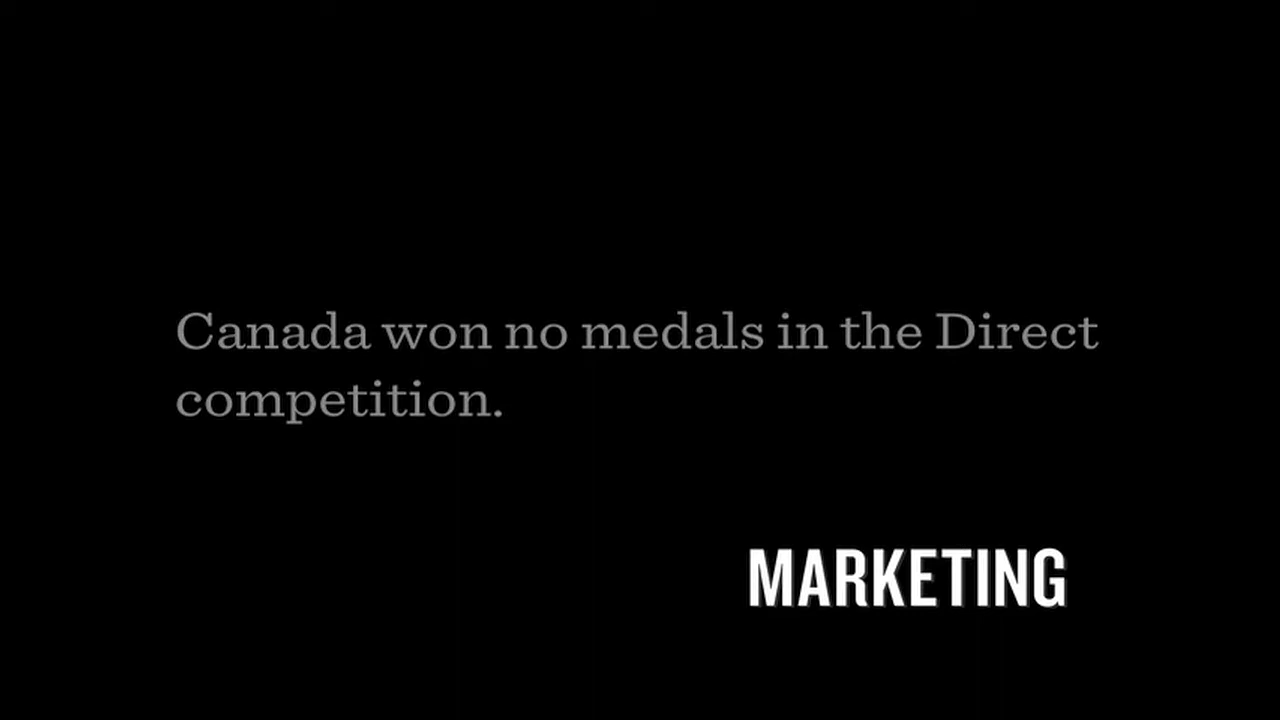 Canada won no medals in the Direct
competition.
MARKETING